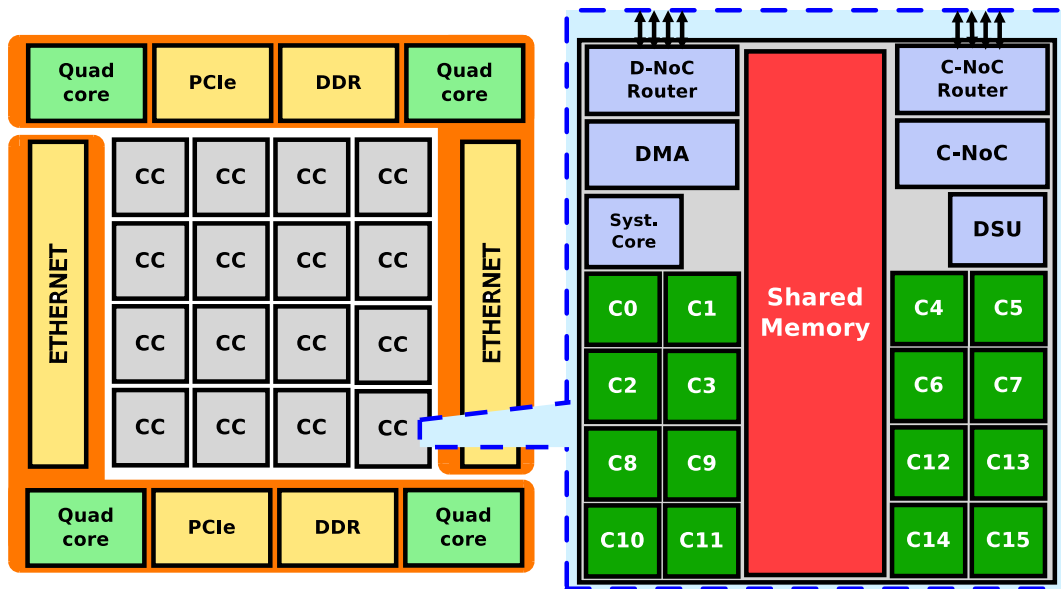 Quad
core
PCIe
DDR
Quad
core
ETHERNET
CC CC CC CC
CC CC CC CC
CC CC CC CC
CC CC CC CC
ETHERNET
Quad
core
PCIe
DDR
Quad
core
D-NoC
Router
DMA
Syst.
Core
C0 C1
C2 C3
C8 C9
C10 C11
Shared
Memory
C-NoC
Router
C-NoC
DSU
C4 C5
C6 C7
C12 C13
C14 C15